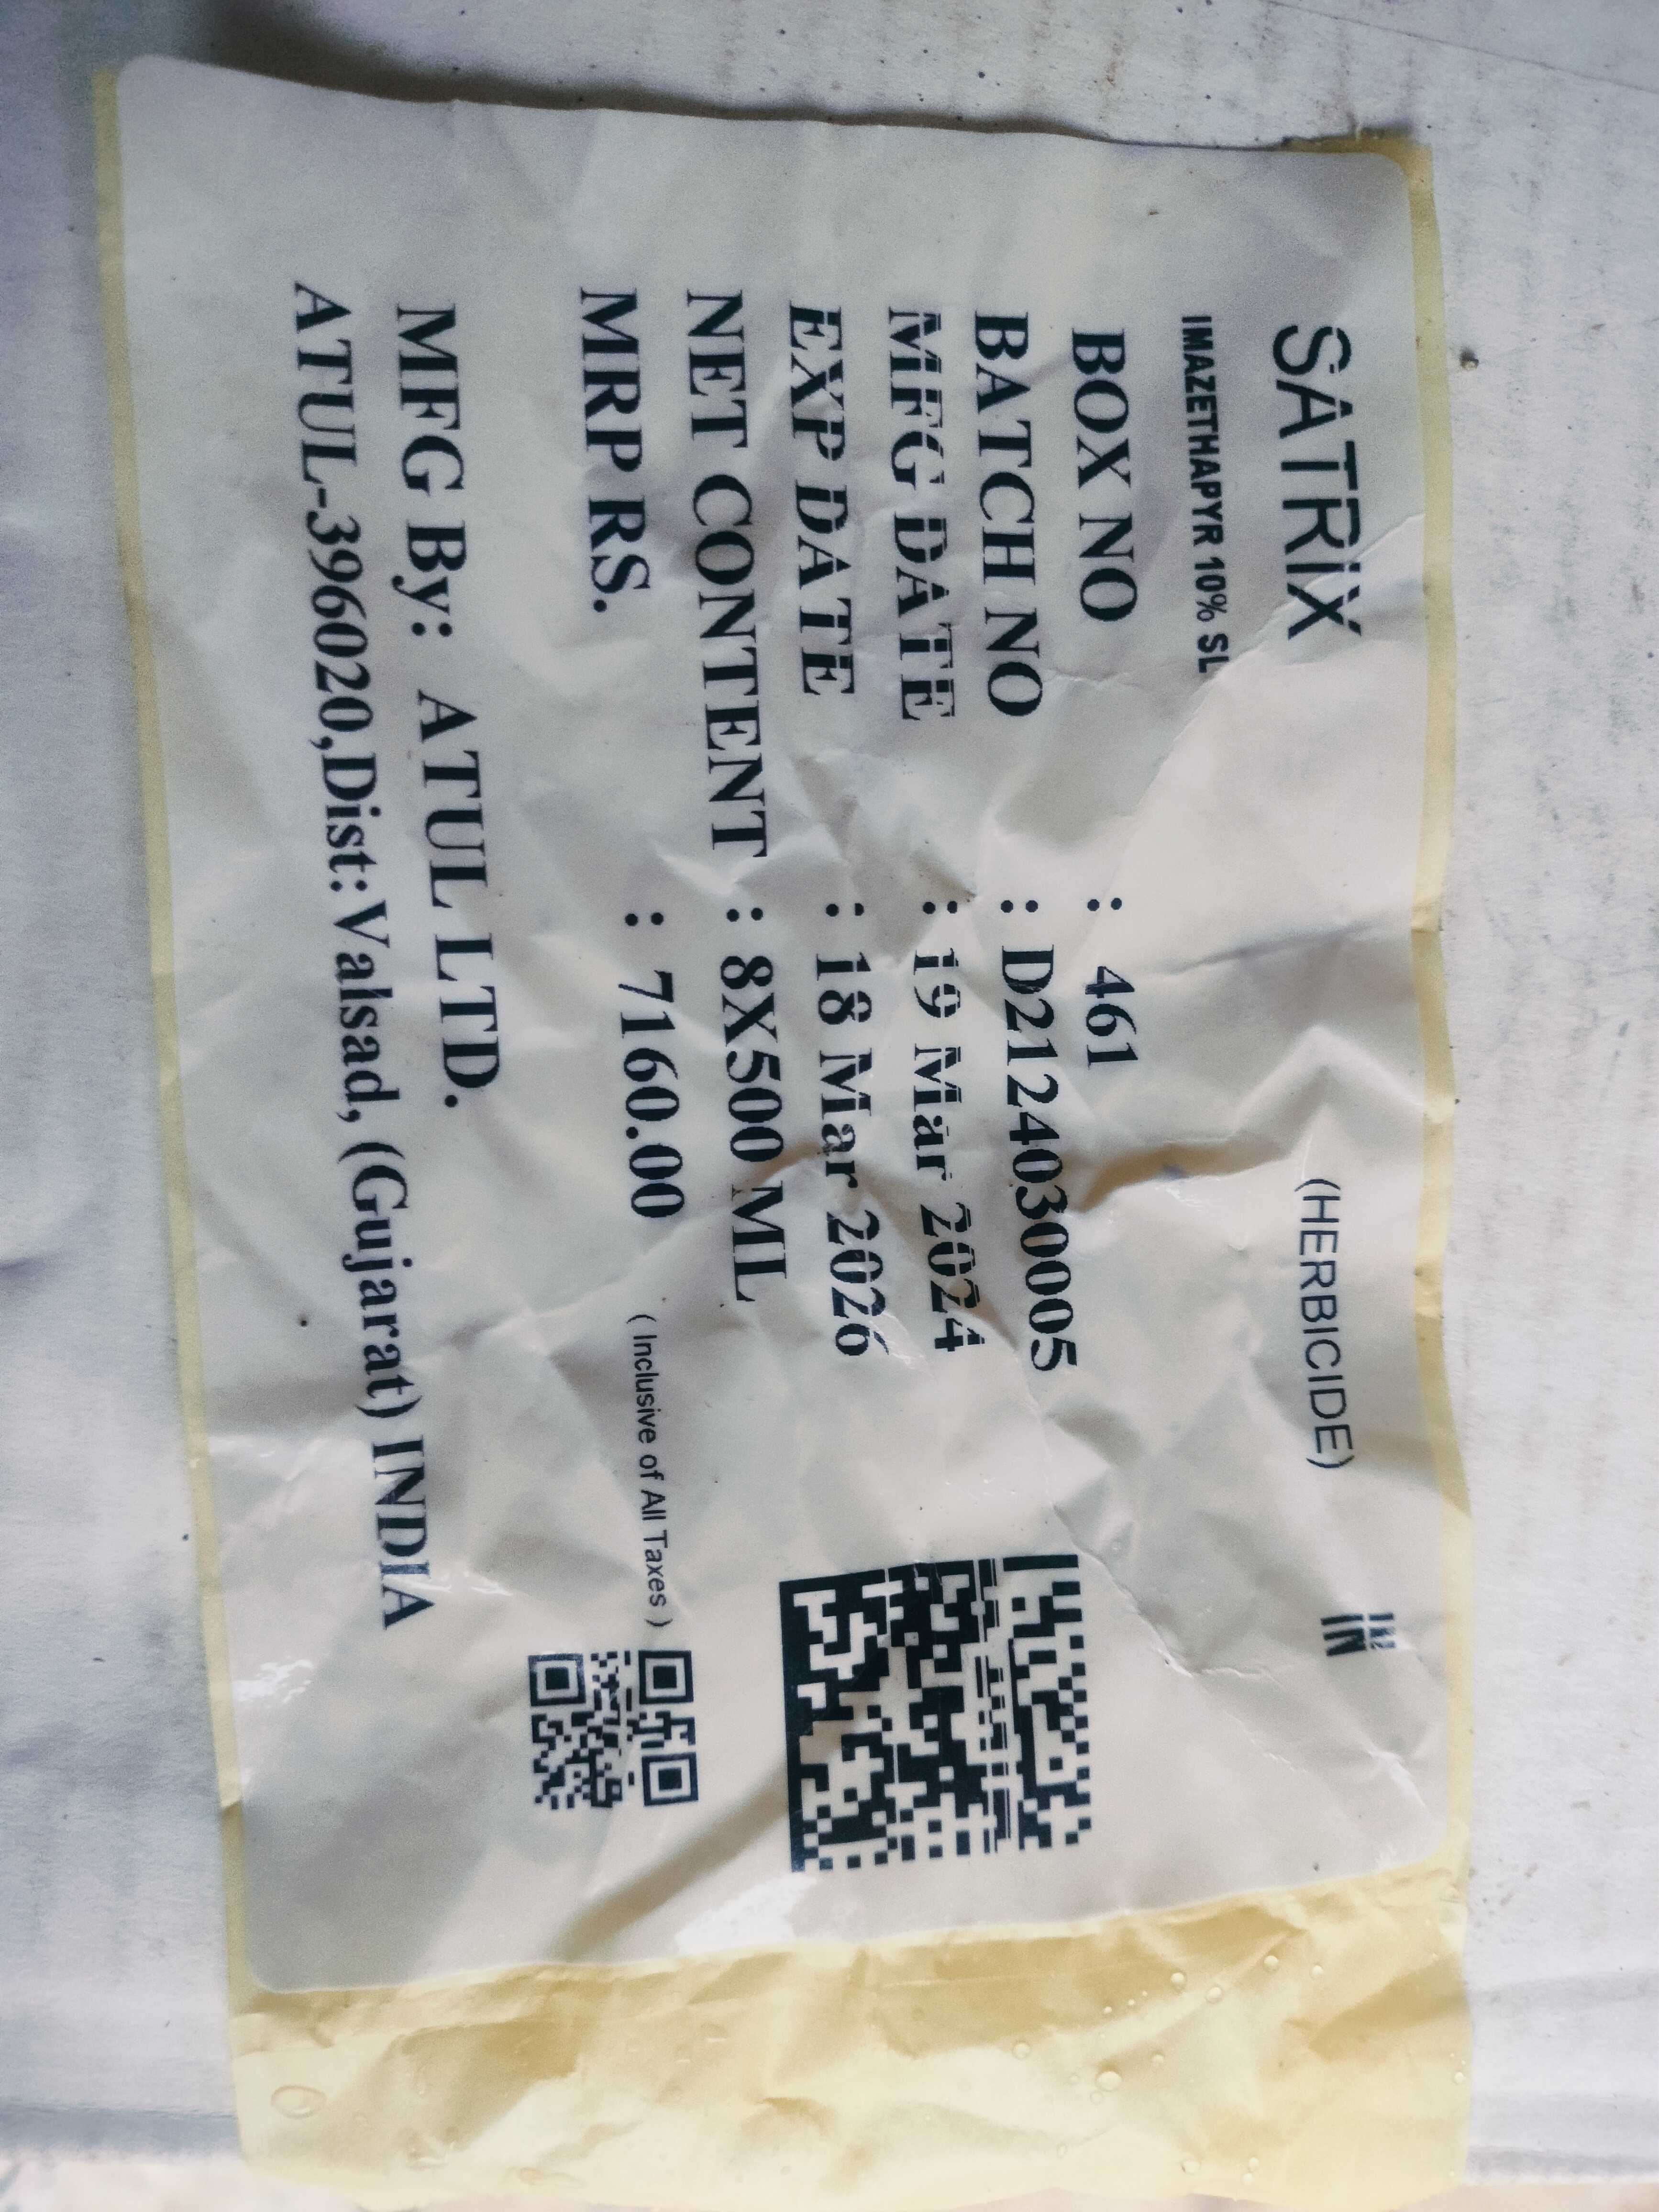 SATRIX (HERBICIDE) IN
IMAZETHAPYR 10% SL IN
BOX NO : 461
BATCH NO : D2124030005
MFG DATE : 19 Mar 2024
EXP DATE : 18 Mar 2026
NET CONTENT : 8X500 ML
MRP RS. : 7160.00 ( Inclusive of All Taxes )
MFG By: ATUL LTD.
ATUL-396020,Dist:Valsad, (Gujarat) INDIA